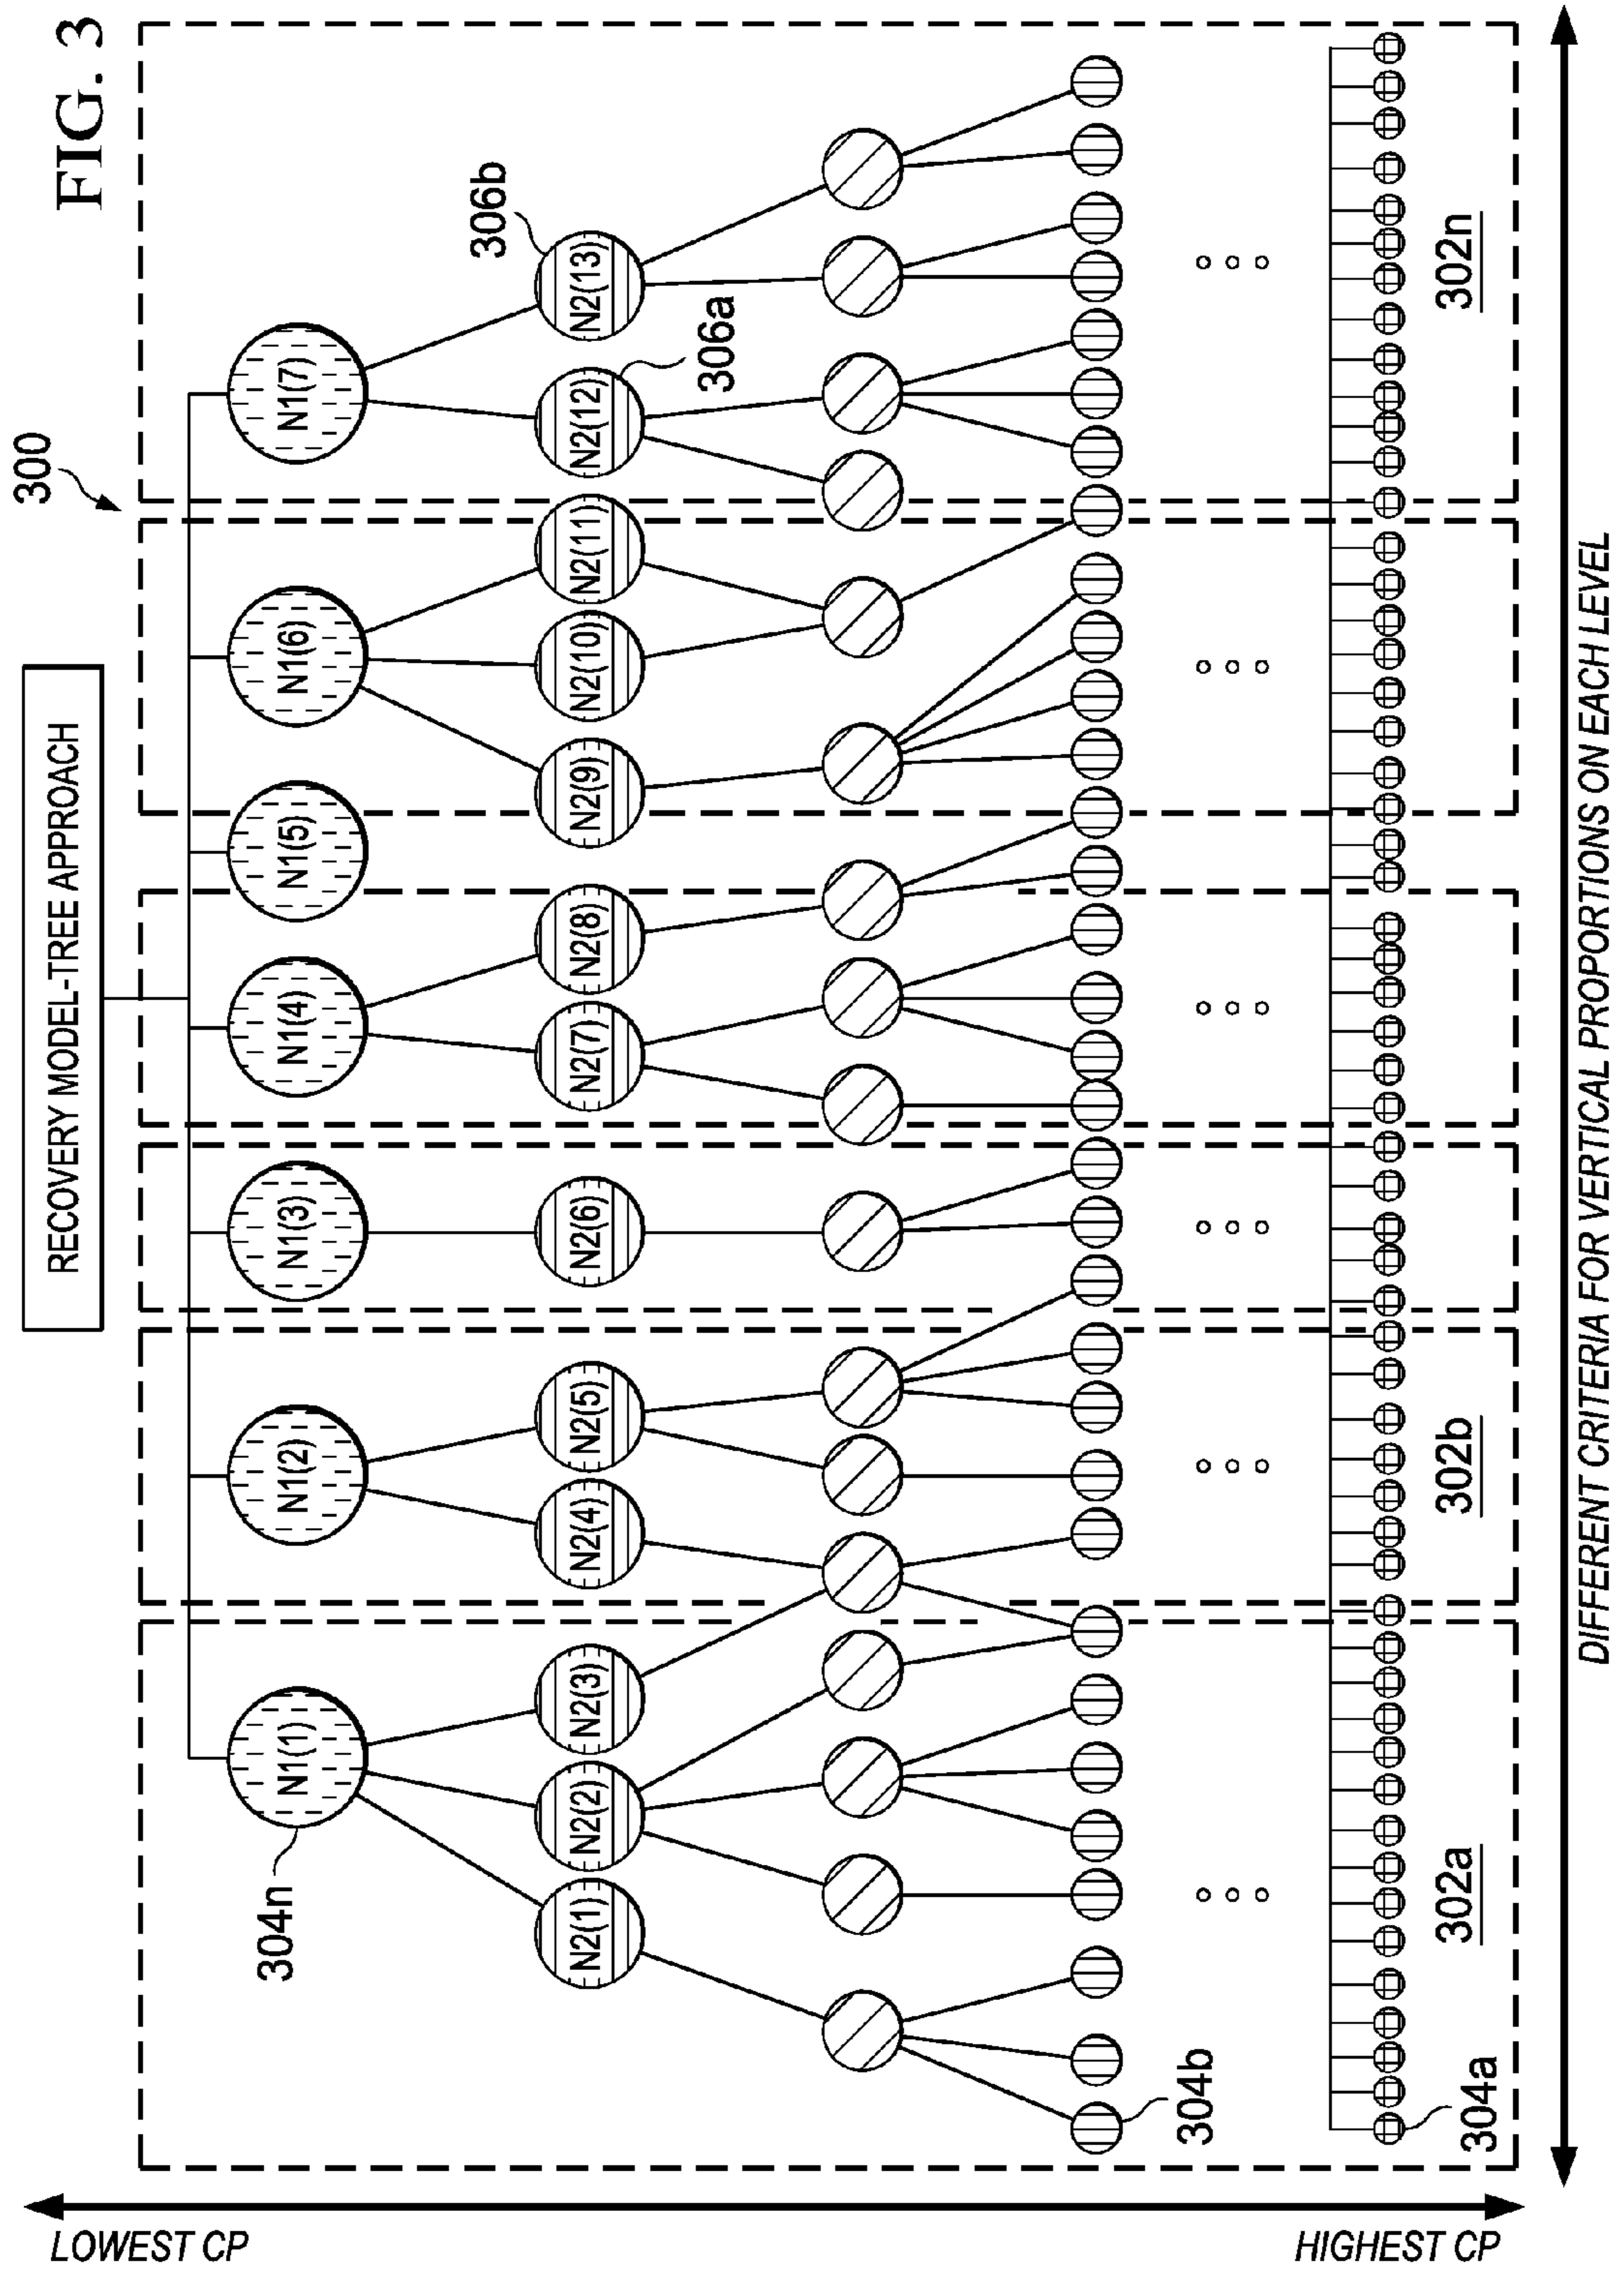 FIG. 3
300
RECOVERY MODEL-TREE APPROACH
N1(1)
N1(2)
N1(3)
N1(4)
N1(5)
N1(6)
N1(7)
304n
N2(1)
N2(2)
N2(3)
N2(4)
N2(5)
N2(6)
N2(7)
N2(8)
N2(9)
N2(10)
N2(11)
N2(12)
N2(13)
306b
306a
304b
304a
302a
302b
302n
LOWEST CP
HIGHEST CP
DIFFERENT CRITERIA FOR VERTICAL PROPORTIONS ON EACH LEVEL